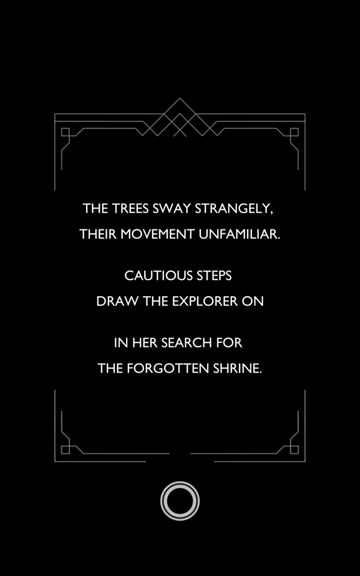 THE TREES SWAY STRANGELY,
THEIR MOVEMENT UNFAMILIAR.
CAUTIOUS STEPS
DRAW THE EXPLORER ON
IN HER SEARCH FOR
THE FORGOTTEN SHRINE.